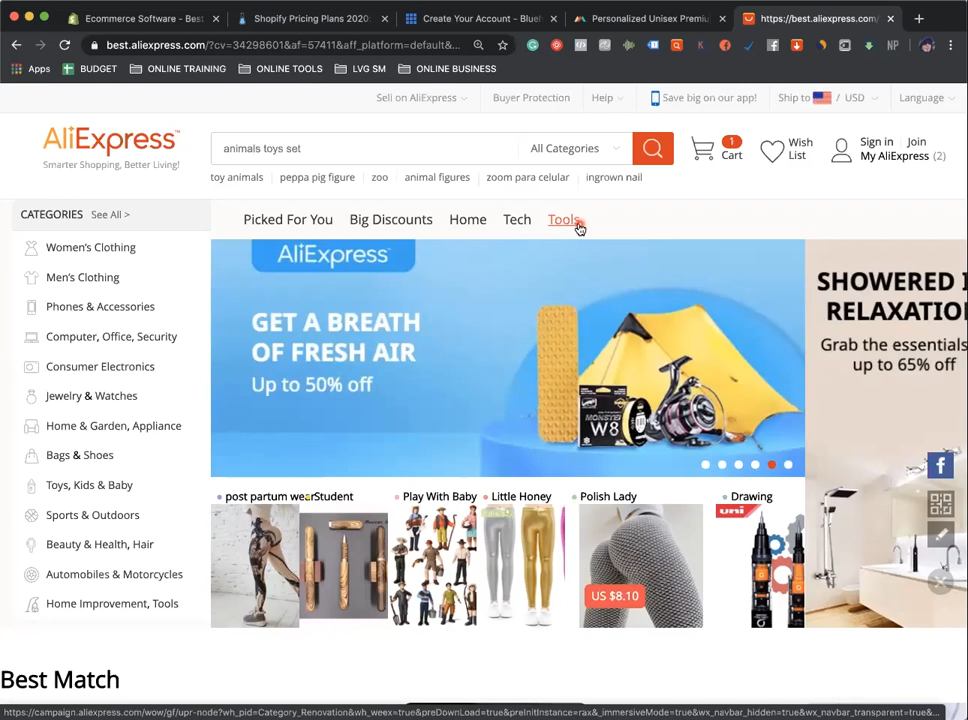 Ecommerce Software - Best
Shopify Pricing Plans 2020:
Create Your Account - Blueh
Personalized Unisex Premiu
https://best.aliexpress.com/
best.aliexpress.com/?cv=34298601&af=57411&aff_platform=default&...
NP
Apps
BUDGET
ONLINE TRAINING
ONLINE TOOLS
LVG SM
ONLINE BUSINESS
Sell on AliExpress
Buyer Protection
Help
Save big on our app!
Ship to / USD
Language
AliExpress™
Smarter Shopping, Better Living!
animals toys set
All Categories
1
Cart
Wish
List
Sign in Join
My AliExpress (2)
toy animals
peppa pig figure
zoo
animal figures
zoom para celular
ingrown nail
CATEGORIES See All >
Picked For You
Big Discounts
Home
Tech
Tools
Women's Clothing
Men's Clothing
Phones & Accessories
Computer, Office, Security
Consumer Electronics
Jewelry & Watches
Home & Garden, Appliance
Bags & Shoes
Toys, Kids & Baby
Sports & Outdoors
Beauty & Health, Hair
Automobiles & Motorcycles
Home Improvement, Tools
AliExpress
GET A BREATH
OF FRESH AIR
Up to 50% off
MONSTER
W8
SHOWERED I
RELAXATIO
Grab the essentials
up to 65% off
post partum wear
Student
Play With Baby
Little Honey
Polish Lady
Drawing
uni
US $8.10
Best Match
https://campaign.aliexpress.com/wow/gf/upr-node?wh_pid=Category_Renovation&wh_weex=true&preDownLoad=true&preInitInstance=rax&_immersiveMode=true&wx_navbar_hidden=true&wx_navbar_transparent=true&...